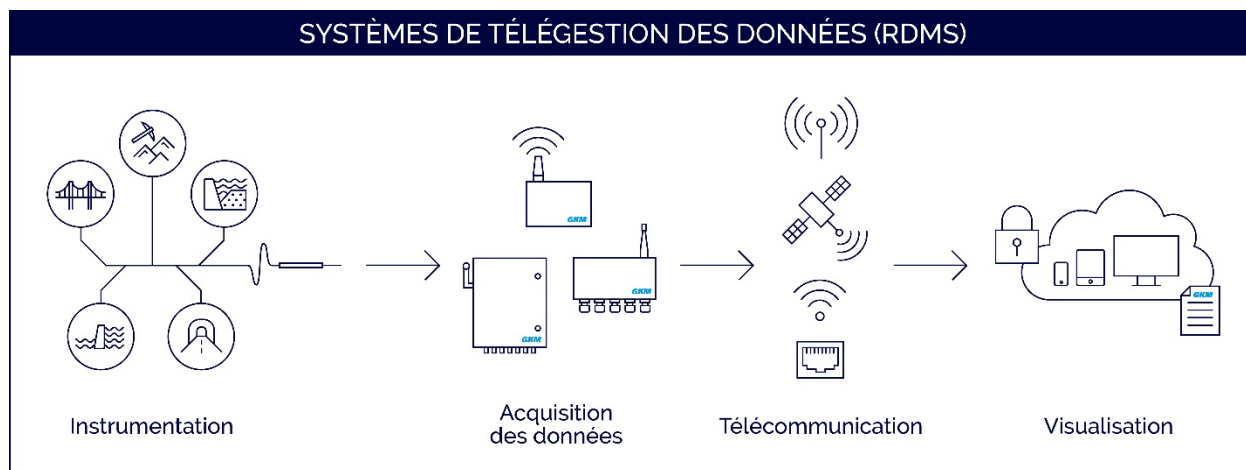 SYSTÈMES DE TÉLÉGESTION DES DONNÉES (RDMS)
GKM
GKM
GKM
GKM
Instrumentation
Acquisition
des données
Télécommunication
Visualisation